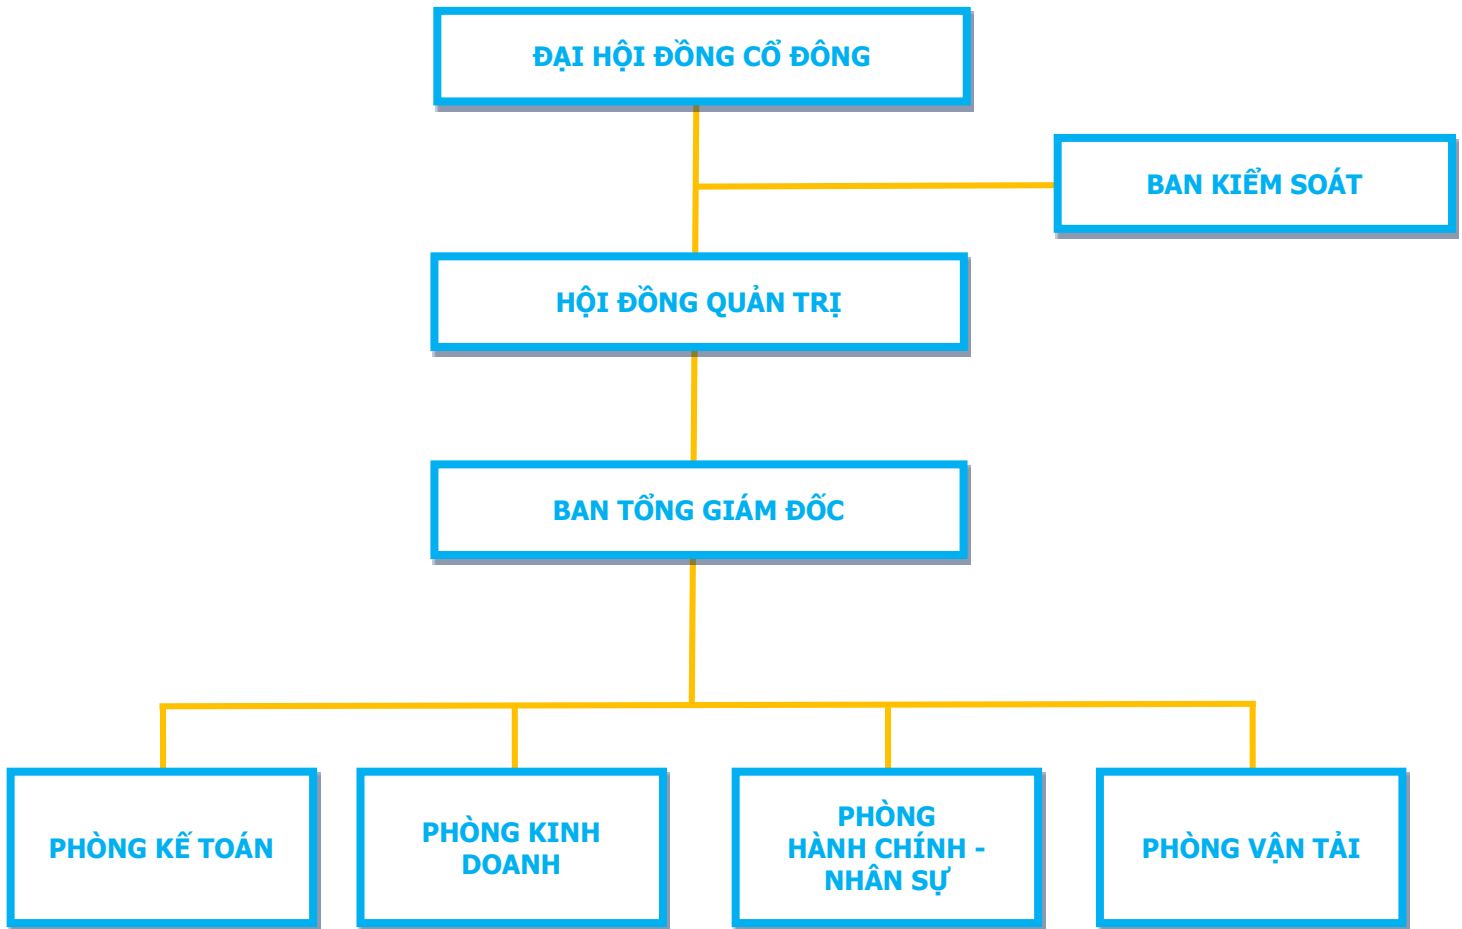 ĐẠI HỘI ĐỒNG CỔ ĐÔNG
BAN KIỂM SOÁT
HỘI ĐỒNG QUẢN TRỊ
BAN TỔNG GIÁM ĐỐC
PHÒNG KẾ TOÁN
PHÒNG KINH
DOANH
PHÒNG
HÀNH CHÍNH -
NHÂN SỰ
PHÒNG VẬN TẢI